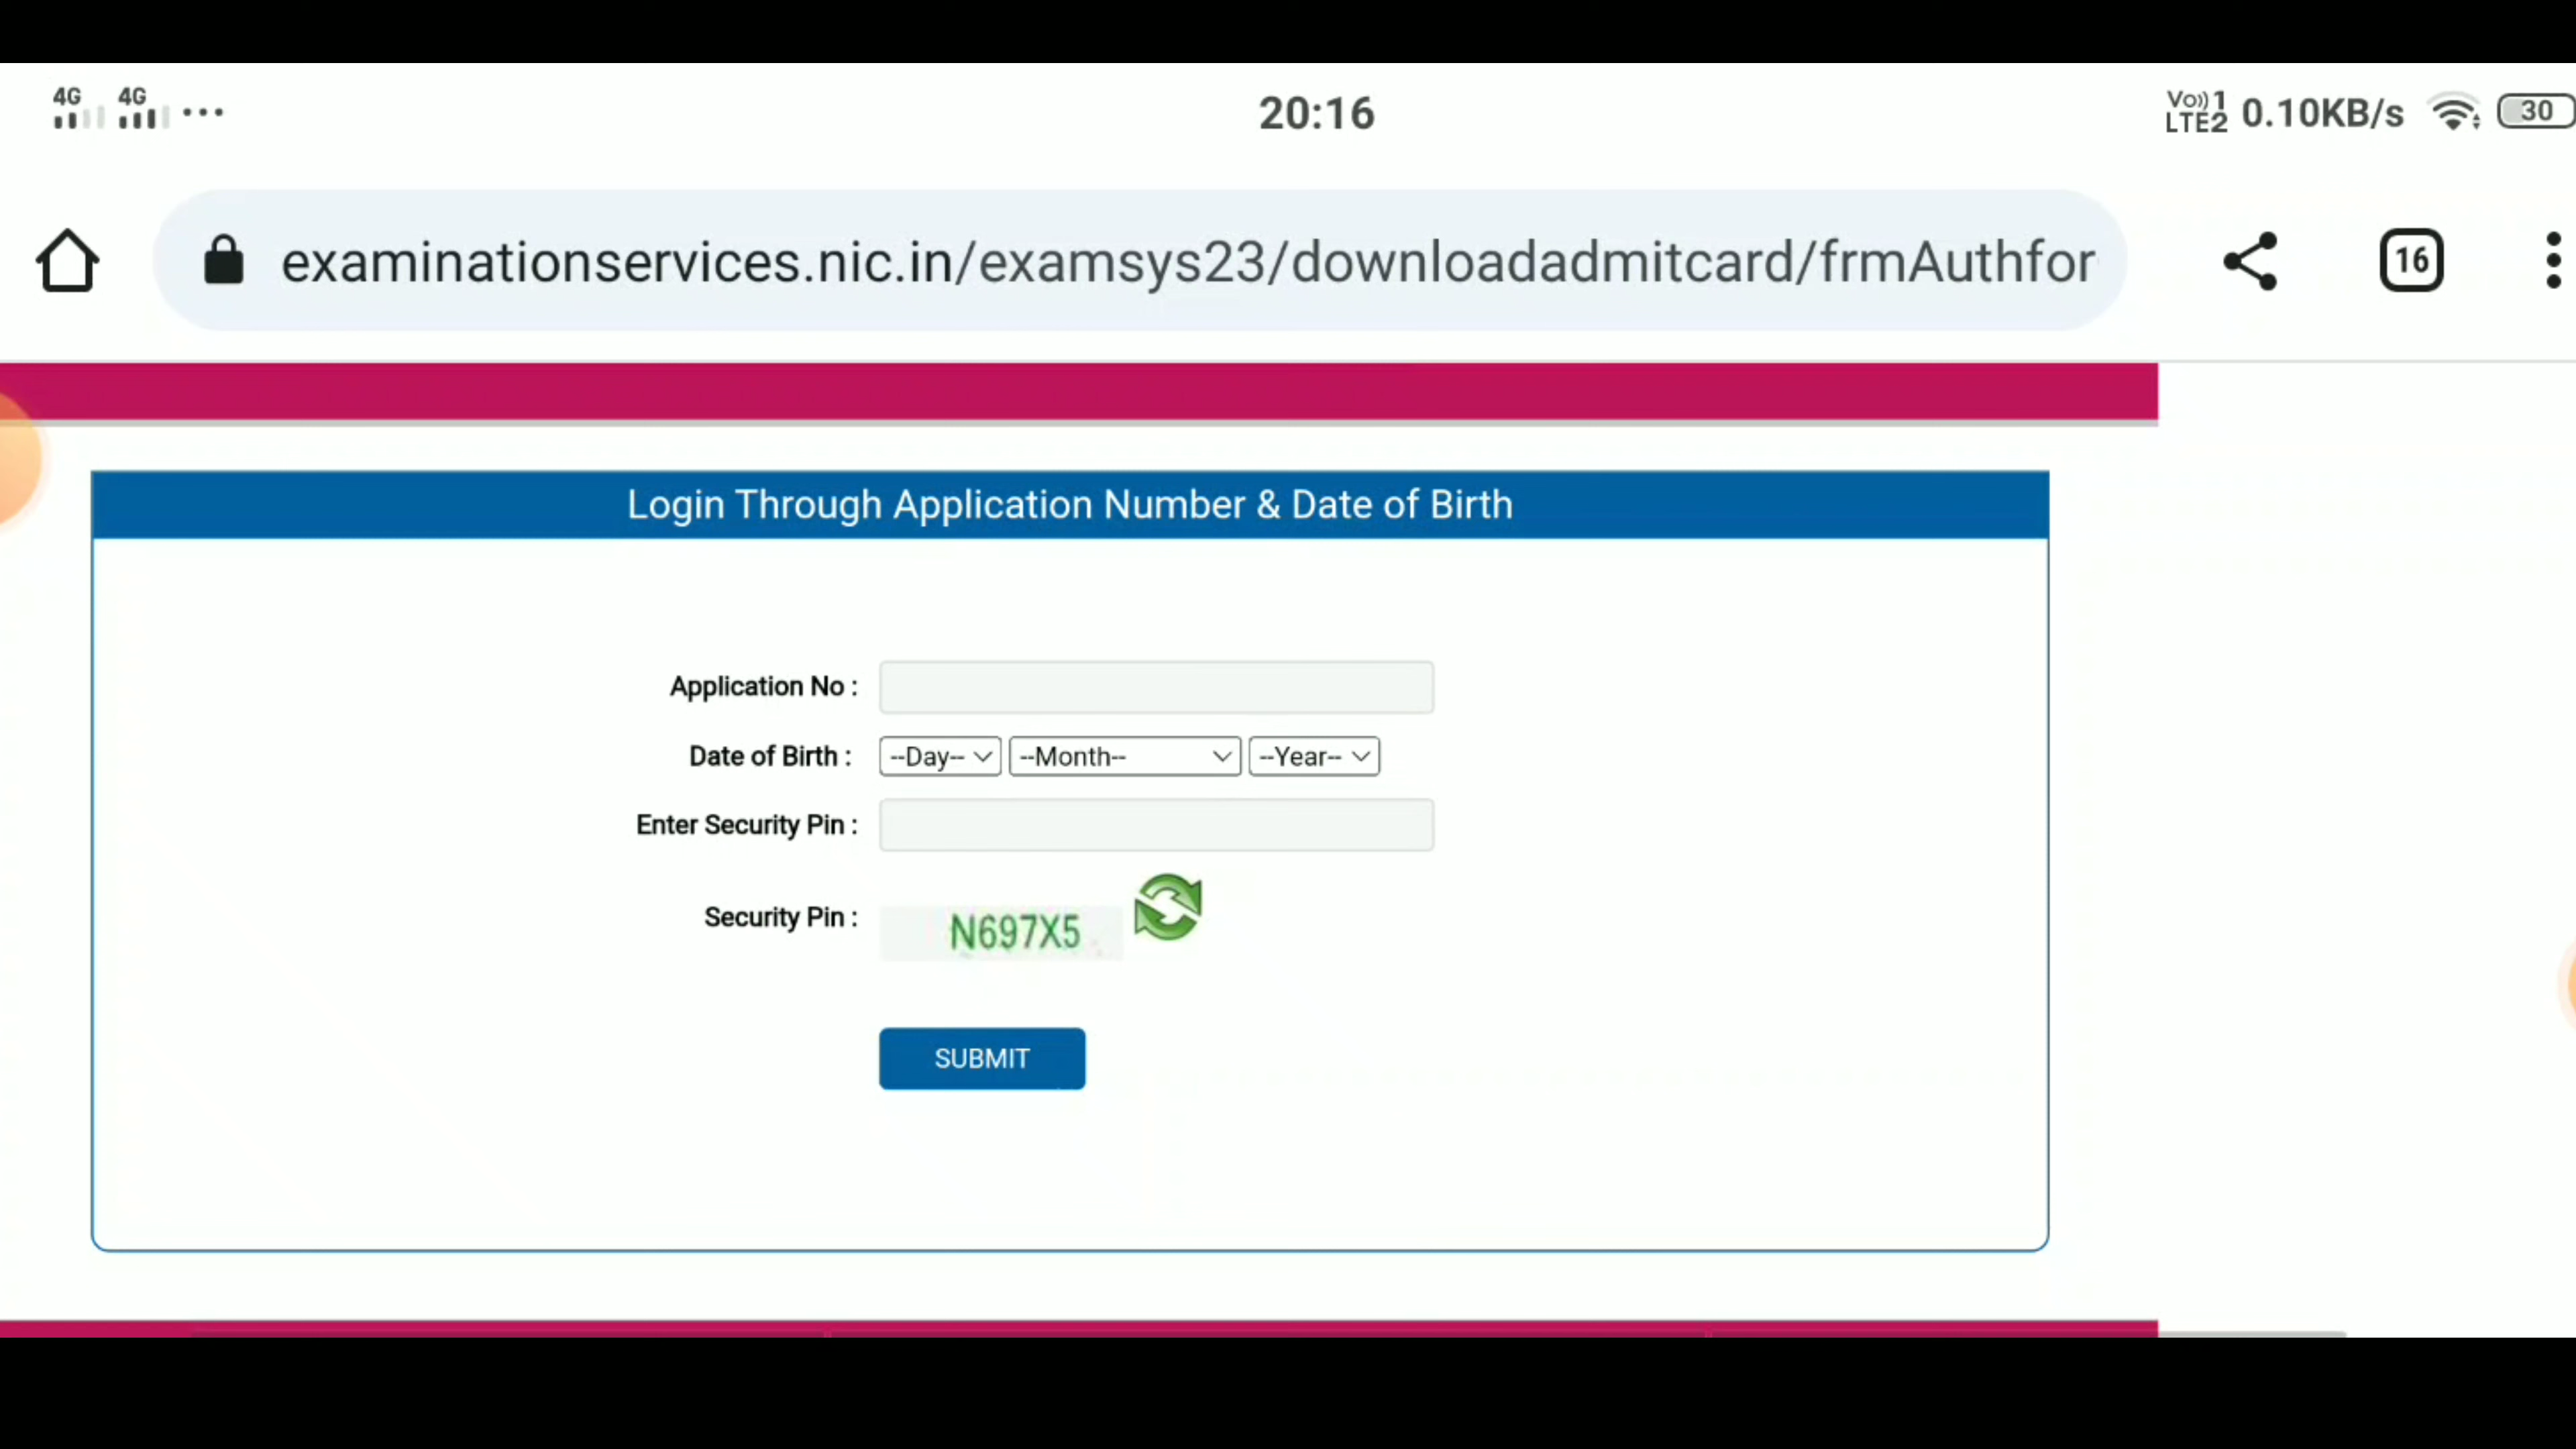 4G 4G ... 20:16 Vo)) 1 LTE2 0.10KB/s 30
examinationservices.nic.in/examsys23/downloadadmitcard/frmAuthfor 16
Login Through Application Number & Date of Birth
Application No :
Date of Birth : --Day-- --Month-- --Year--
Enter Security Pin :
Security Pin : N697X5
SUBMIT